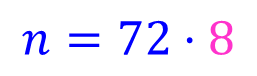 n = 72 · 8